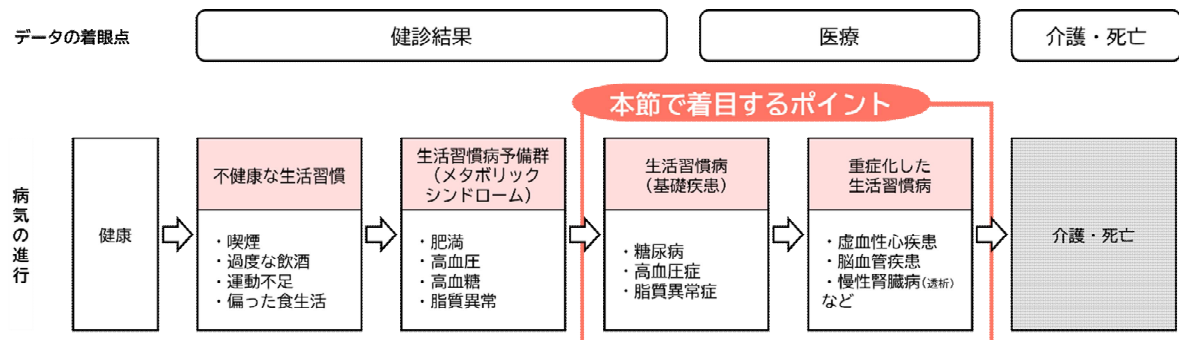 データの着眼点
健診結果
医療
介護・死亡
本節で着目するポイント
病気の進行
健康
不健康な生活習慣
・喫煙
・過度な飲酒
・運動不足
・偏った食生活
生活習慣病予備群
（メタボリック
シンドローム）
・肥満
・高血圧
・高血糖
・脂質異常
生活習慣病
（基礎疾患）
・糖尿病
・高血圧症
・脂質異常症
重症化した
生活習慣病
・虚血性心疾患
・脳血管疾患
・慢性腎臓病(透析)
など
介護・死亡